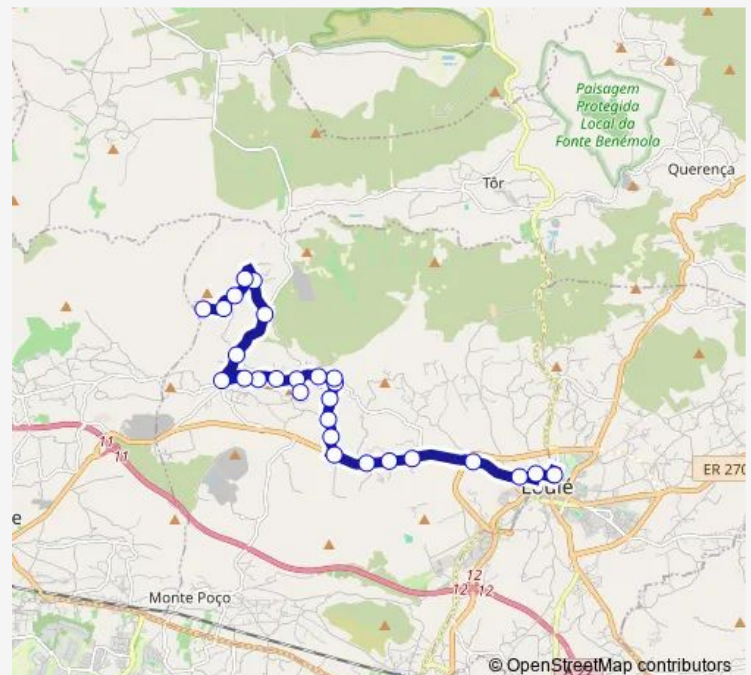 Paisagem
Protegida
Local da
Fonte Benémola
Querença
Tôr
11
11
ER 270
Loulé
e
12
12 12
Monte Poço
© OpenStreetMap contributors